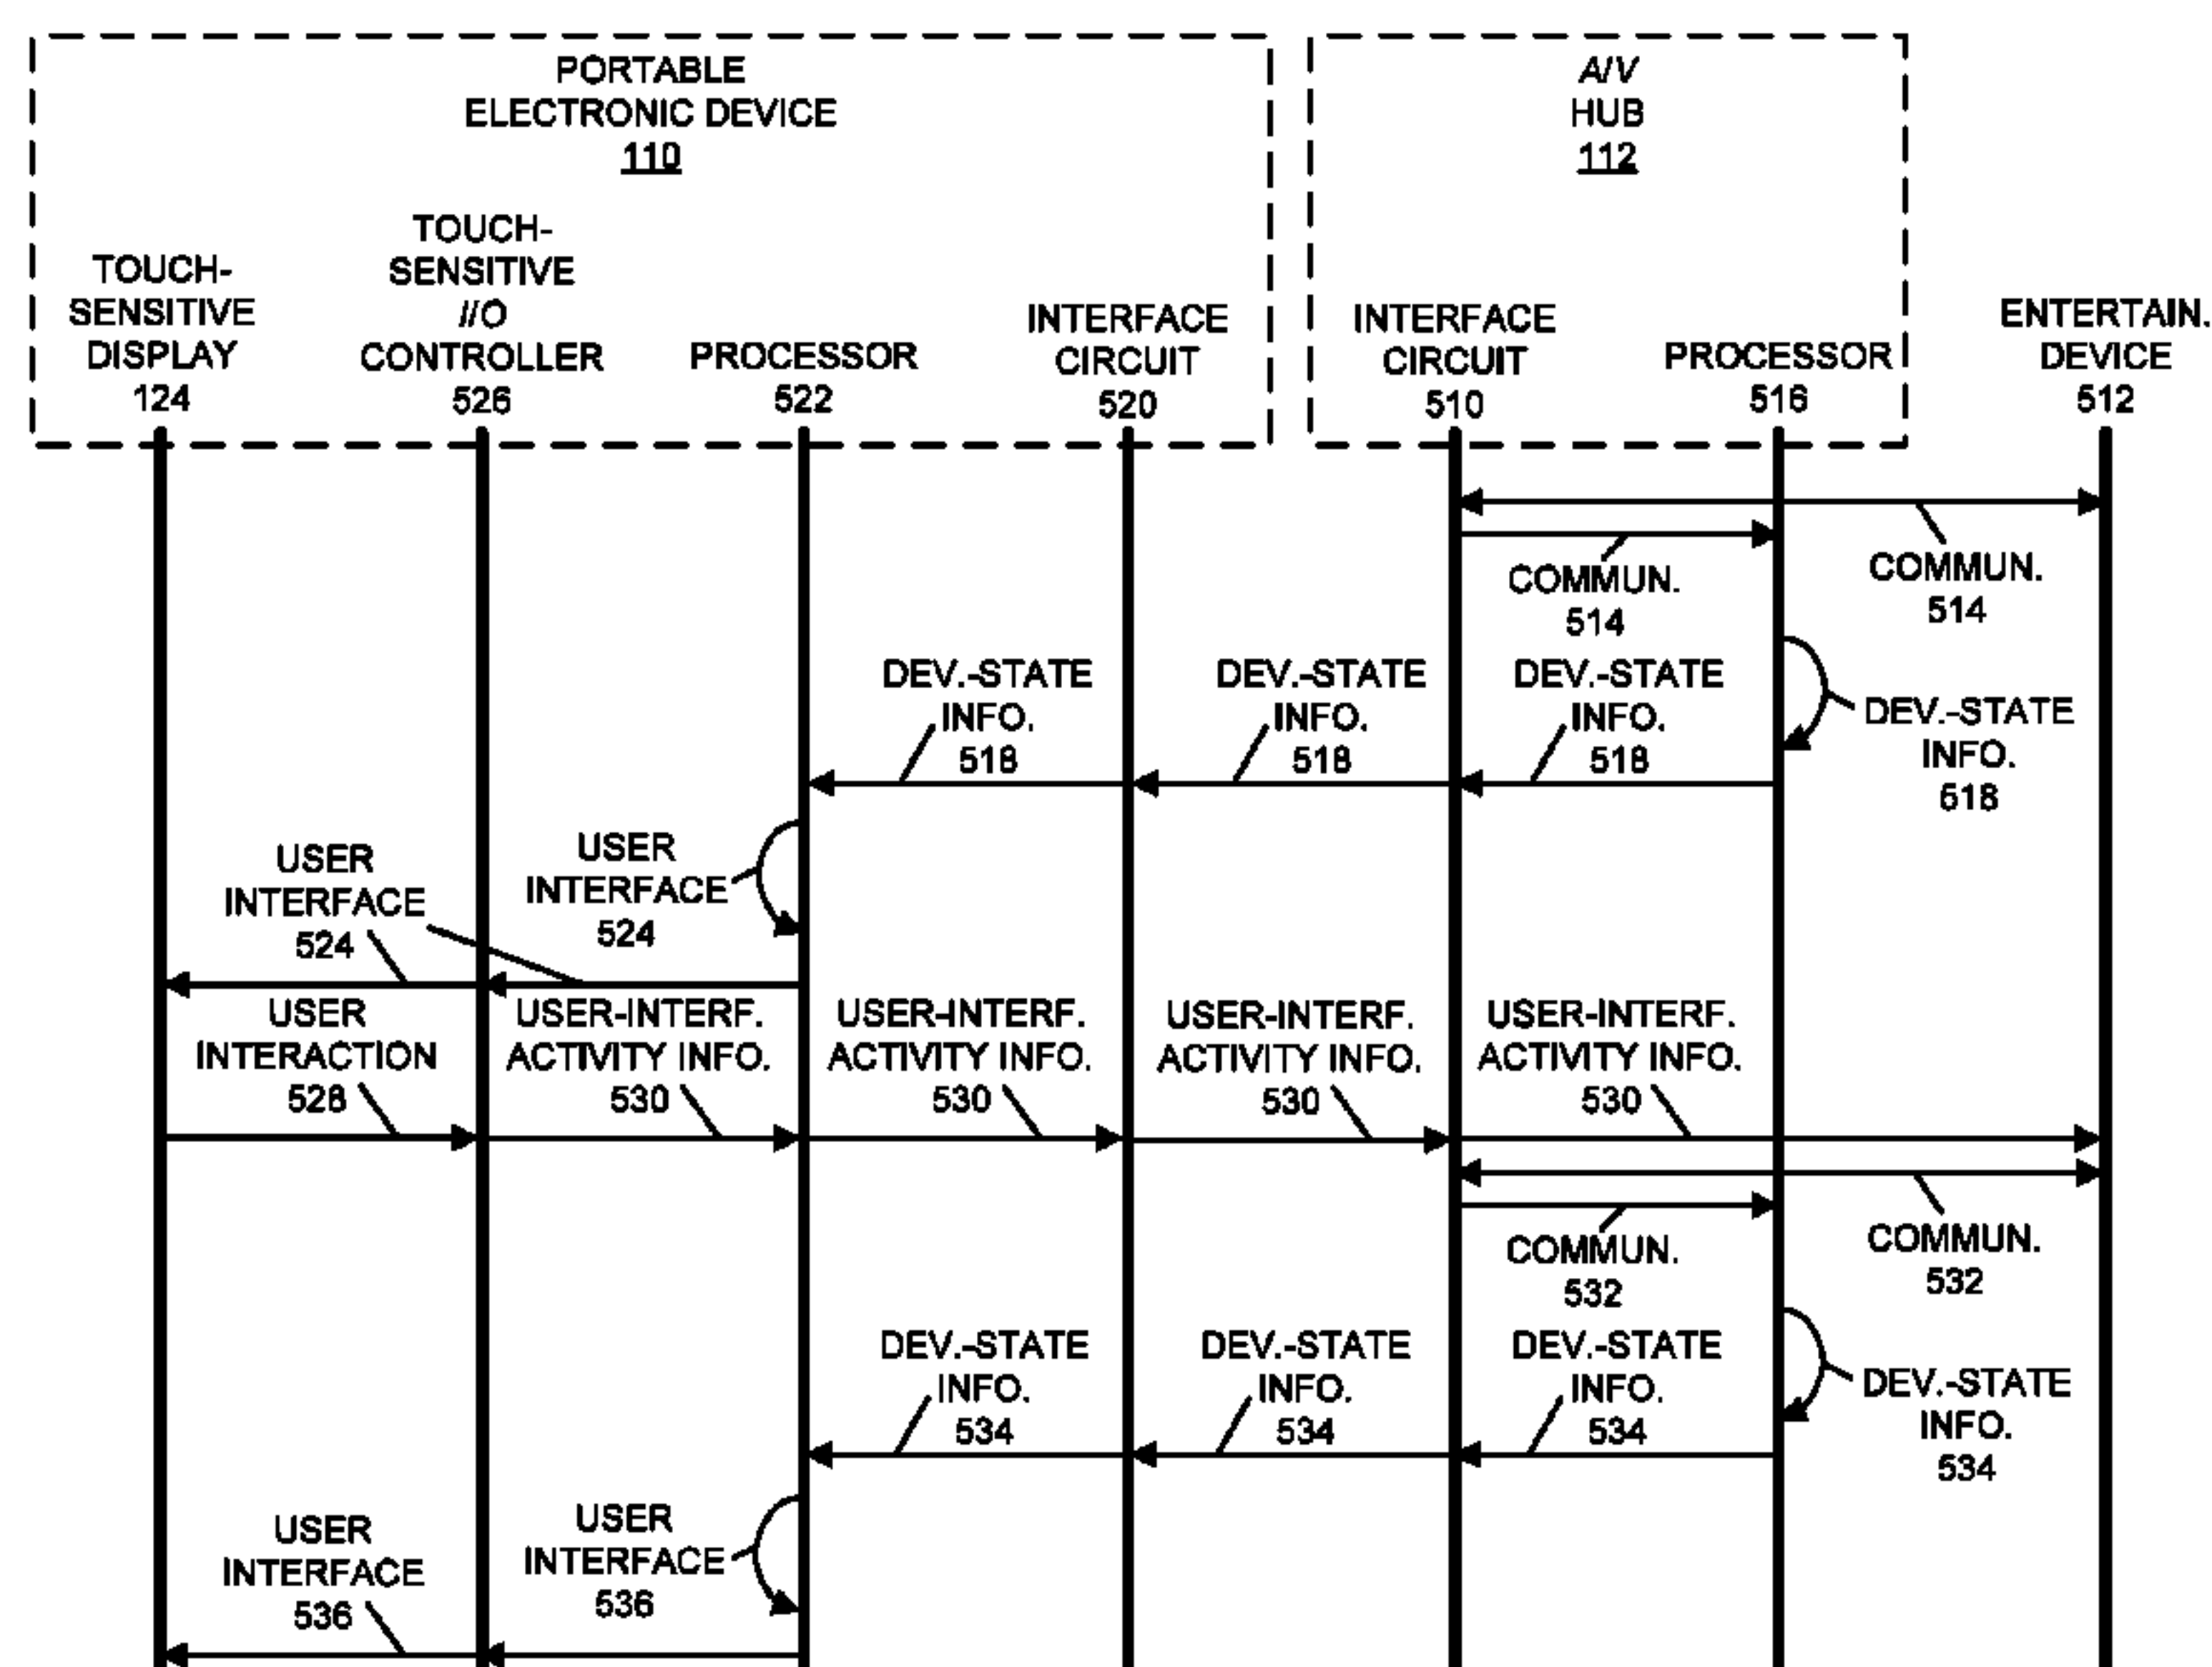 PORTABLE
ELECTRONIC DEVICE
110
A/V
HUB
112
TOUCH-
SENSITIVE
DISPLAY
124
TOUCH-
SENSITIVE
I/O
CONTROLLER
526
PROCESSOR
522
INTERFACE
CIRCUIT
520
INTERFACE
CIRCUIT
510
PROCESSOR
516
ENTERTAIN.
DEVICE
512
COMMUN.
514
COMMUN.
514
DEV.-STATE
INFO.
518
DEV.-STATE
INFO.
518
DEV.-STATE
INFO.
518
DEV.-STATE
INFO.
518
USER
INTERFACE
524
USER
INTERFACE
524
USER
INTERACTION
528
USER-INTERF.
ACTIVITY INFO.
530
USER-INTERF.
ACTIVITY INFO.
530
USER-INTERF.
ACTIVITY INFO.
530
USER-INTERF.
ACTIVITY INFO.
530
COMMUN.
532
COMMUN.
532
DEV.-STATE
INFO.
534
DEV.-STATE
INFO.
534
DEV.-STATE
INFO.
534
DEV.-STATE
INFO.
534
USER
INTERFACE
536
USER
INTERFACE
536